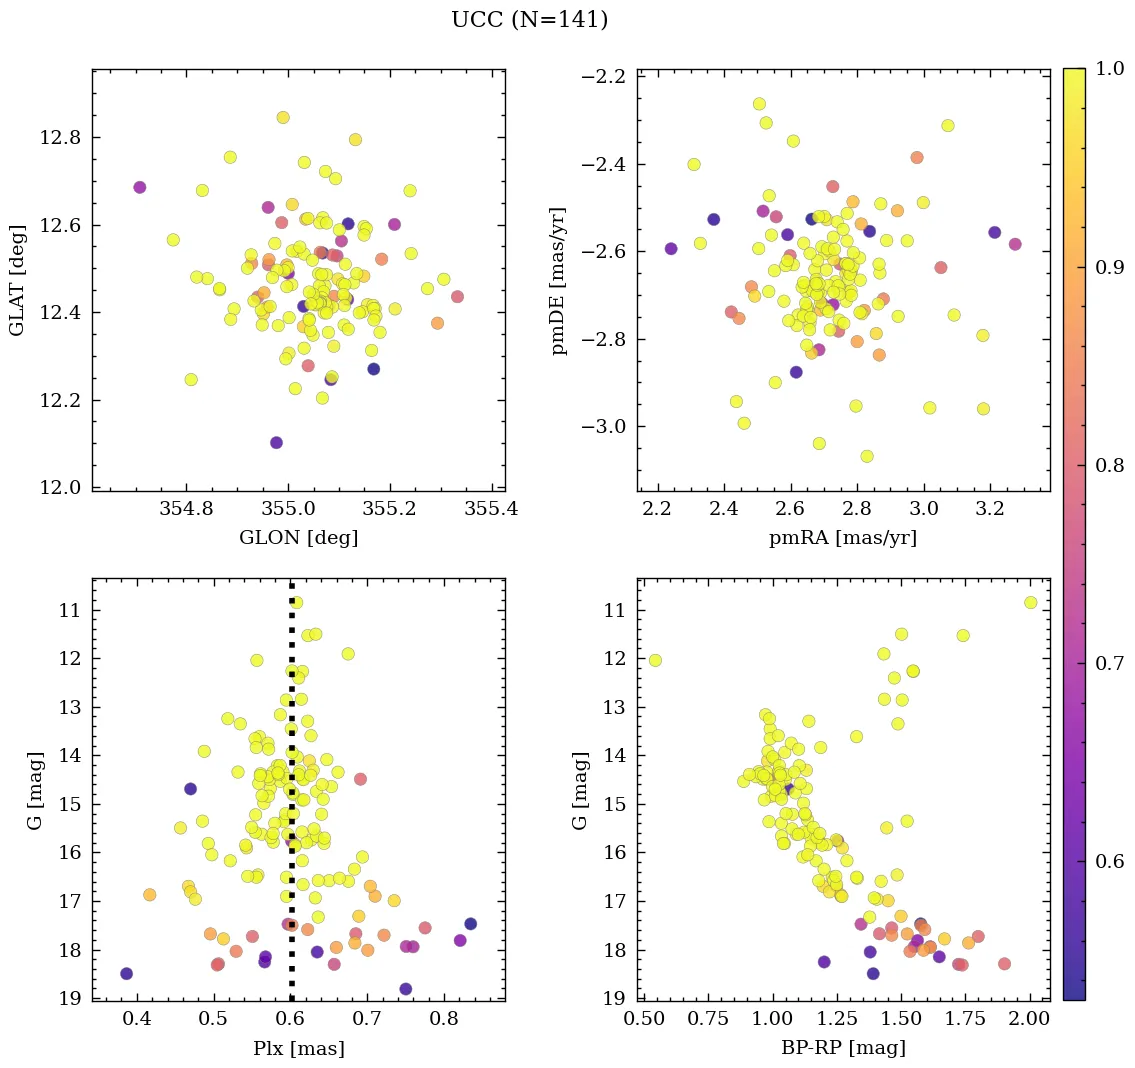 UCC (N=141)
12.8
12.6
12.4
12.2
12.0
GLAT [deg]
354.8 355.0 355.2 355.4
GLON [deg]
−2.2
−2.4
−2.6
−2.8
−3.0
pmDE [mas/yr]
2.2 2.4 2.6 2.8 3.0 3.2
pmRA [mas/yr]
1.0
0.9
0.8
0.7
0.6
11
12
13
14
15
16
17
18
19
G [mag]
0.4 0.5 0.6 0.7 0.8
Plx [mas]
11
12
13
14
15
16
17
18
19
G [mag]
0.50 0.75 1.00 1.25 1.50 1.75 2.00
BP-RP [mag]